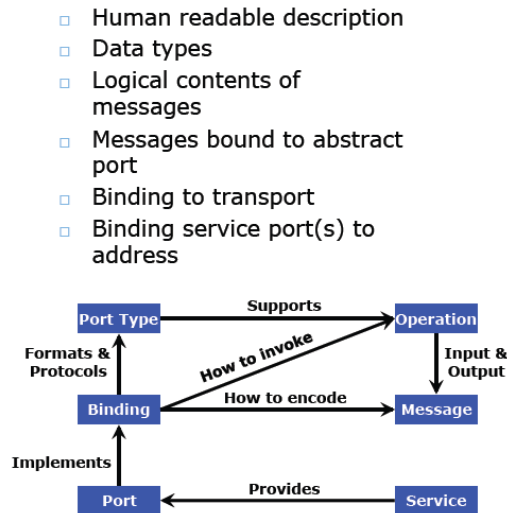 Human readable description
Data types
Logical contents of
messages
Messages bound to abstract
port
Binding to transport
Binding service port(s) to
address
Supports
Port Type
Operation
How to invoke
Formats &
Protocols
Input &
Output
How to encode
Binding
Message
Implements
Provides
Port
Service